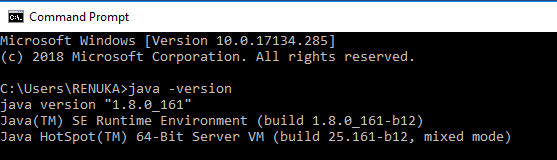 Command Prompt
Microsoft Windows [Version 10.0.17134.285]
(c) 2018 Microsoft Corporation. All rights reserved.
C:\Users\RENUKA>java -version
java version "1.8.0_161"
Java(TM) SE Runtime Environment (build 1.8.0_161-b12)
Java HotSpot(TM) 64-Bit Server VM (build 25.161-b12, mixed mode)